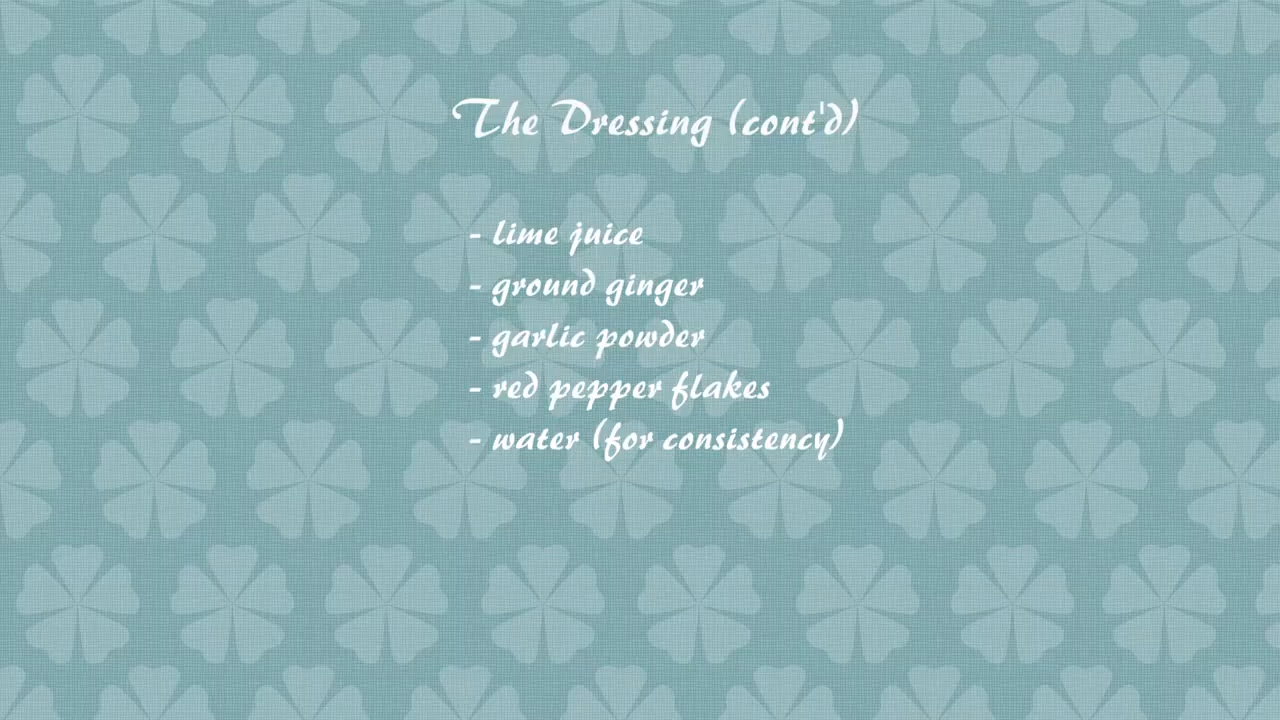 The Dressing (cont'd)
- lime juice
- ground ginger
- garlic powder
- red pepper flakes
- water (for consistency)